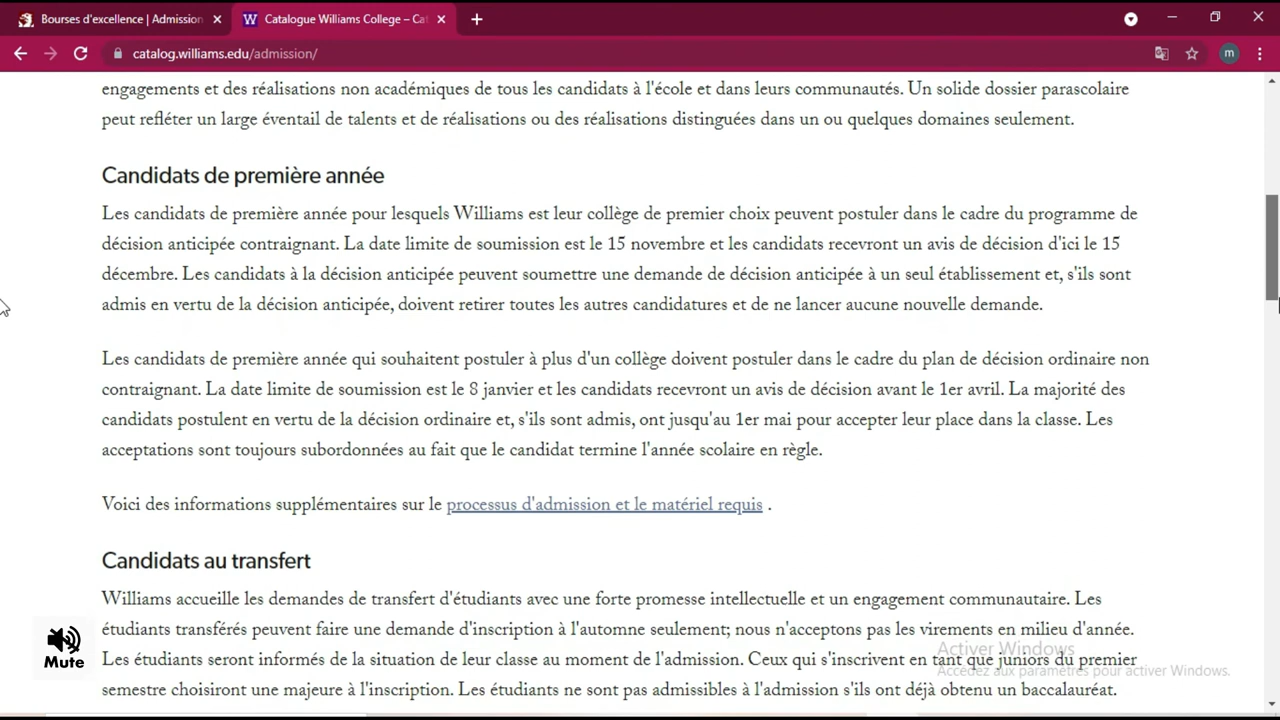 Bourses d'excellence | Admission
Catalogue Williams College – Cat
catalog.williams.edu/admission/
m
engagements et des réalisations non académiques de tous les candidats à l'école et dans leurs communautés. Un solide dossier parascolaire
peut refléter un large éventail de talents et de réalisations ou des réalisations distinguées dans un ou quelques domaines seulement.
Candidats de première année
Les candidats de première année pour lesquels Williams est leur collège de premier choix peuvent postuler dans le cadre du programme de
décision anticipée contraignant. La date limite de soumission est le 15 novembre et les candidats recevront un avis de décision d'ici le 15
décembre. Les candidats à la décision anticipée peuvent soumettre une demande de décision anticipée à un seul établissement et, s'ils sont
admis en vertu de la décision anticipée, doivent retirer toutes les autres candidatures et de ne lancer aucune nouvelle demande.
Les candidats de première année qui souhaitent postuler à plus d'un collège doivent postuler dans le cadre du plan de décision ordinaire non
contraignant. La date limite de soumission est le 8 janvier et les candidats recevront un avis de décision avant le 1er avril. La majorité des
candidats postulent en vertu de la décision ordinaire et, s'ils sont admis, ont jusqu'au 1er mai pour accepter leur place dans la classe. Les
acceptations sont toujours subordonnées au fait que le candidat termine l'année scolaire en règle.
Voici des informations supplémentaires sur le processus d'admission et le matériel requis .
Candidats au transfert
Williams accueille les demandes de transfert d'étudiants avec une forte promesse intellectuelle et un engagement communautaire. Les
étudiants transférés peuvent faire une demande d'inscription à l'automne seulement; nous n'acceptons pas les virements en milieu d'année.
Les étudiants seront informés de la situation de leur classe au moment de l'admission. Ceux qui s'inscrivent en tant que juniors du premier
semestre choisiront une majeure à l'inscription. Les étudiants ne sont pas admissibles à l'admission s'ils ont déjà obtenu un baccalauréat.
Mute
Activer Windows
Accédez aux paramètres pour activer Windows.